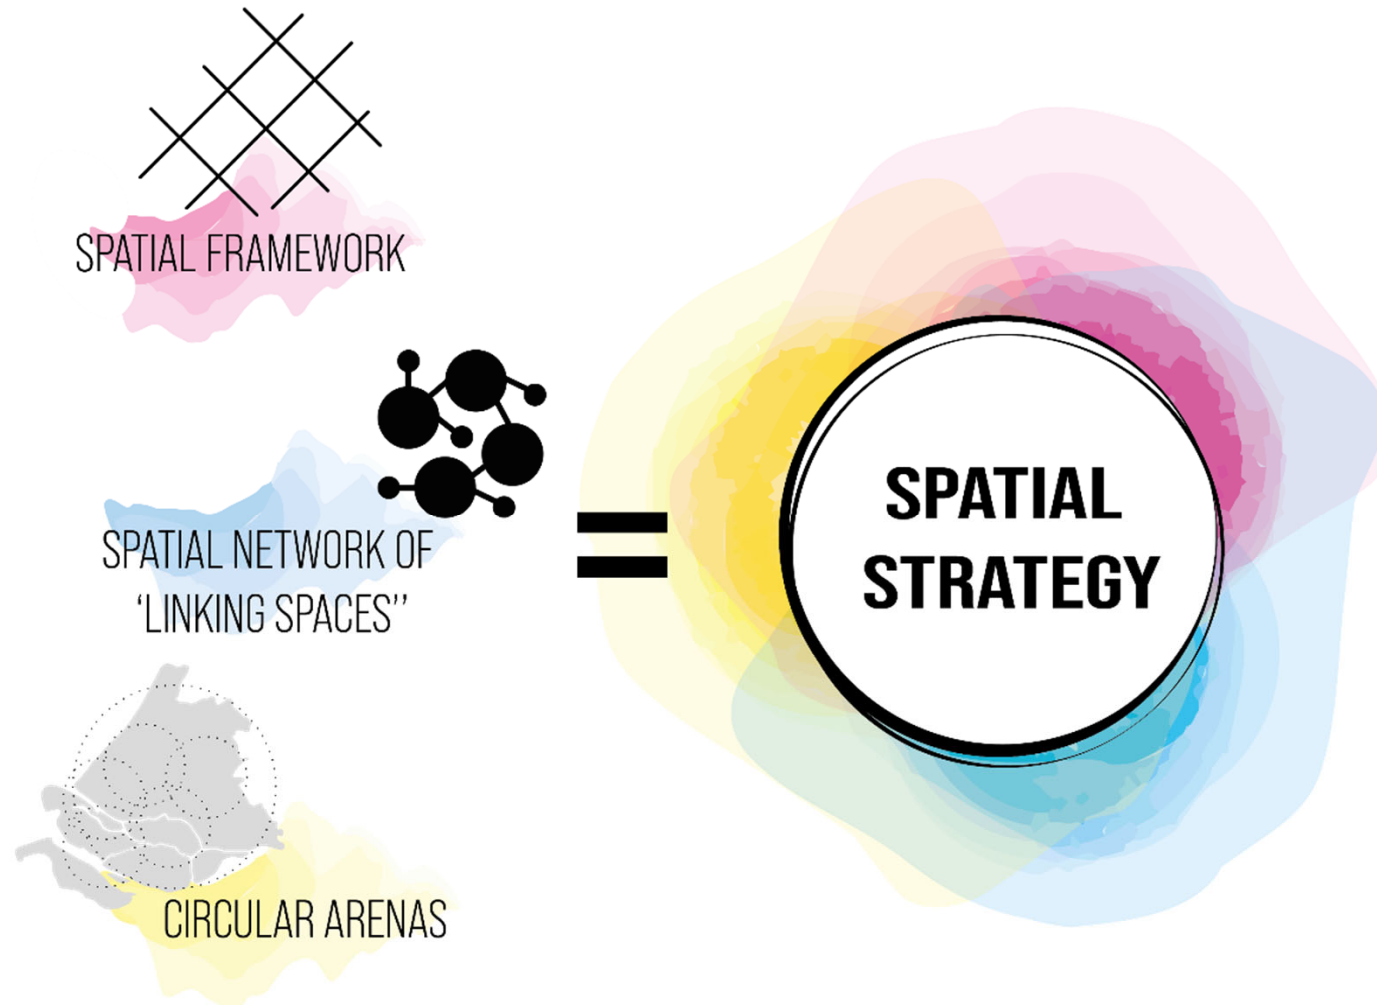 SPATIAL FRAMEWORK
SPATIAL NETWORK OF
‘LINKING SPACES’’
=
SPATIAL
STRATEGY
CIRCULAR ARENAS